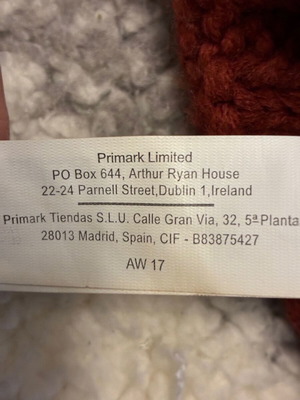 Primark Limited
PO Box 644, Arthur Ryan House
22-24 Parnell Street,Dublin 1,Ireland
Primark Tiendas S.L.U. Calle Gran Via, 32, 5ª Planta
28013 Madrid, Spain, CIF - B83875427
AW 17